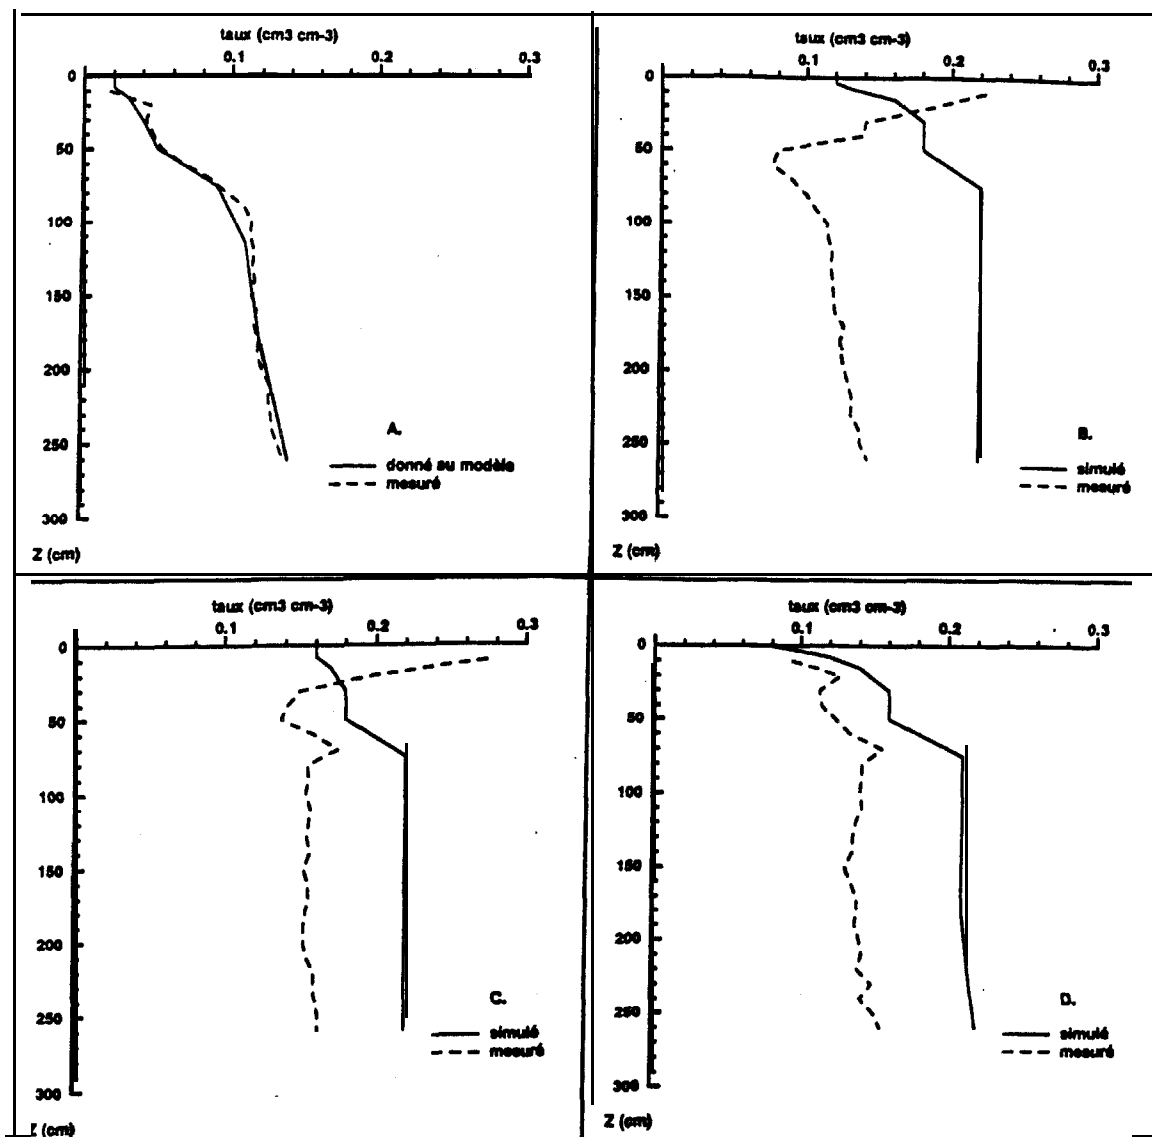 taux (cm3 cm-3)
0.1 0.2 0.3
0
50
100
150
200
250
300
Z (cm)
A.
donné au modèle
mesuré
taux (cm3 cm-3)
0.1 0.2 0.3
0
50
100
150
200
250
300
Z (cm)
B.
simulé
mesuré
taux (cm3 cm-3)
0.1 0.2 0.3
0
50
100
150
200
250
300
Z (cm)
C.
simulé
mesuré
taux (cm3 cm-3)
0.1 0.2 0.3
0
50
100
150
200
250
300
Z (cm)
D.
simulé
mesuré